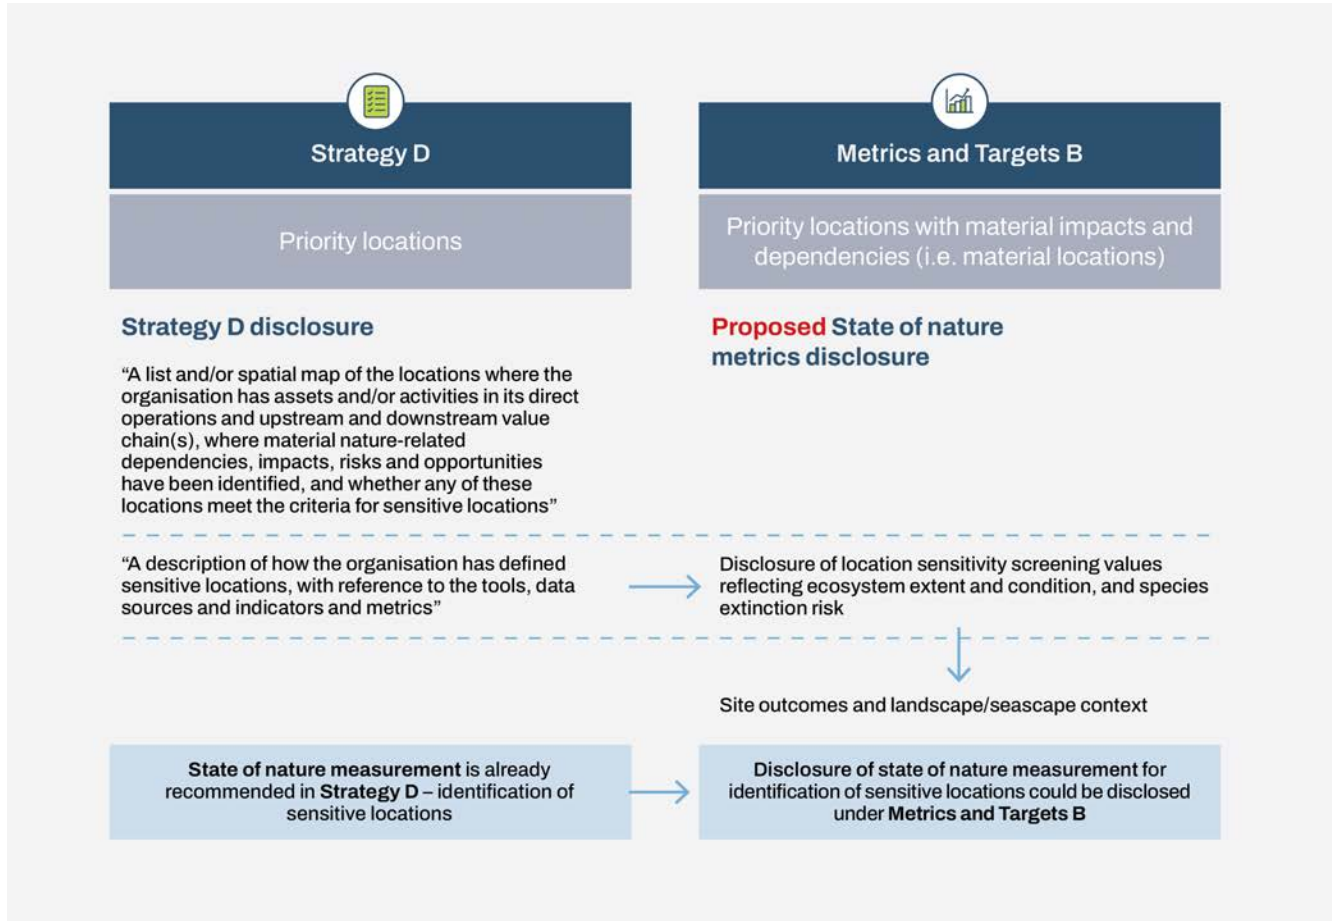 Strategy D
Metrics and Targets B
Priority locations
Priority locations with material impacts and
dependencies (i.e. material locations)
Strategy D disclosure
“A list and/or spatial map of the locations where the
organisation has assets and/or activities in its direct
operations and upstream and downstream value
chain(s), where material nature-related
dependencies, impacts, risks and opportunities
have been identified, and whether any of these
locations meet the criteria for sensitive locations”
Proposed State of nature
metrics disclosure
“A description of how the organisation has defined
sensitive locations, with reference to the tools, data
sources and indicators and metrics”
Disclosure of location sensitivity screening values
reflecting ecosystem extent and condition, and species
extinction risk
Site outcomes and landscape/seascape context
State of nature measurement is already
recommended in Strategy D – identification of
sensitive locations
Disclosure of state of nature measurement for
identification of sensitive locations could be disclosed
under Metrics and Targets B